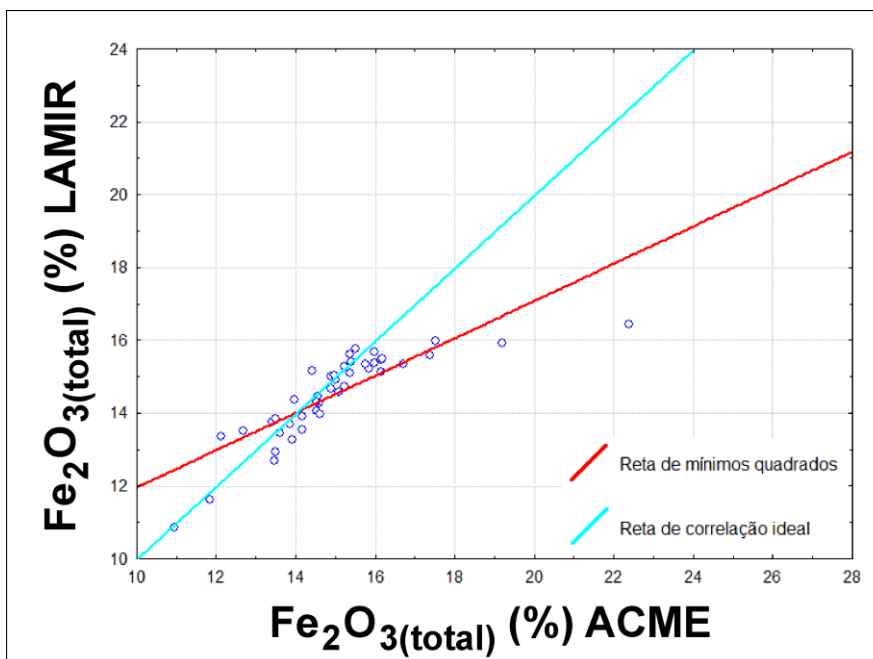 Fe2O3(total) (%) LAMIR
24
22
20
18
16
14
12
10
Reta de mínimos quadrados
Reta de correlação ideal
10 12 14 16 18 20 22 24 26 28
Fe2O3(total) (%) ACME